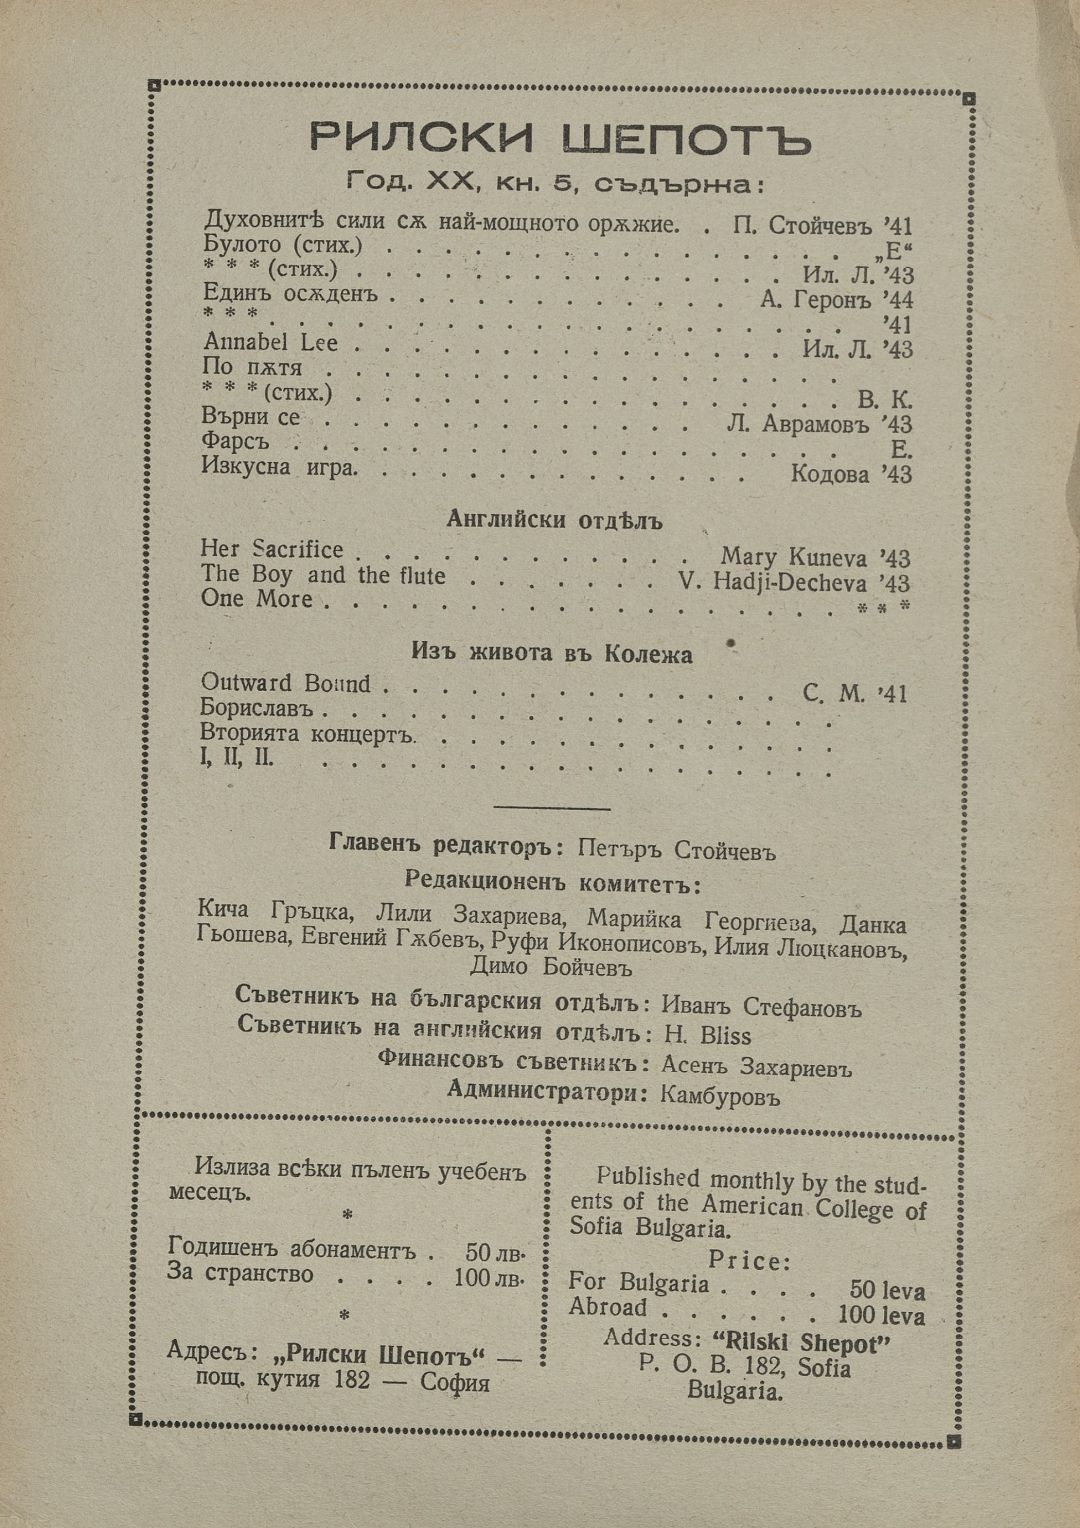 РИЛСКИ ШЕПОТЪ
Год. XX, кн. 5, съдържа:
Духовнитѣ сили сѫ най-мощното орѫжие. . П. Стойчевъ '41
Булото (стих.) . . . . . . . . . . . . . . . . „Е“
* * * (стих.) . . . . . . . . . . . . . . . Ил. Л. '43
Единъ осѫденъ . . . . . . . . . . . . А. Геронъ '44
* * * . . . . . . . . . . . . . . . . . . . . '41
Annabel Lee . . . . . . . . . . . . . . . Ил. Л. '43
По пѫтя . . . . . . . . . . . . . . . . . .
* * * (стих.) . . . . . . . . . . . . . . . . . В. К.
Върни се . . . . . . . . . . . . . Л. Аврамовъ '43
Фарсъ . . . . . . . . . . . . . . . . . . . Е.
Изкусна игра. . . . . . . . . . . . . . Кодова '43
Английски отдѣлъ
Her Sacrifice . . . . . . . . . . . . Mary Kuneva '43
The Boy and the flute . . . . . . . V. Hadji-Decheva '43
One More . . . . . . . . . . . . . . . . . . * * *
Изъ живота въ Колежа
Outward Bound . . . . . . . . . . . . . . С. М. '41
Бориславъ . . . . . . . . . . . . . . . . . .
Вторията концертъ. . . . . . . . . . . . . . .
I, II, II. . . . . . . . . . . . . . . . . . .
Главенъ редакторъ: Петъръ Стойчевъ
Редакционенъ комитетъ:
Кича Гръцка, Лили Захариева, Марийка Георгиева, Данка
Гьошева, Евгений Гѫбевъ, Руфи Иконописовъ, Илия Люцкановъ,
Димо Бойчевъ
Съветникъ на българския отдѣлъ: Иванъ Стефановъ
Съветникъ на английския отдѣлъ: H. Bliss
Финансовъ съветникъ: Асенъ Захариевъ
Администратори: Камбуровъ
Излиза всѣки пъленъ учебенъ
месецъ.
*
Годишенъ абонаментъ . 50 лв.
За странство . . . . 100 лв.
*
Адресъ: „Рилски Шепотъ“ —
пощ. кутия 182 — София
Published monthly by the stud-
ents of the American College of
Sofia Bulgaria.
Price:
For Bulgaria . . . . 50 leva
Abroad . . . . . . 100 leva
Address: “Rilski Shepot”
P. O. B. 182, Sofia
Bulgaria.